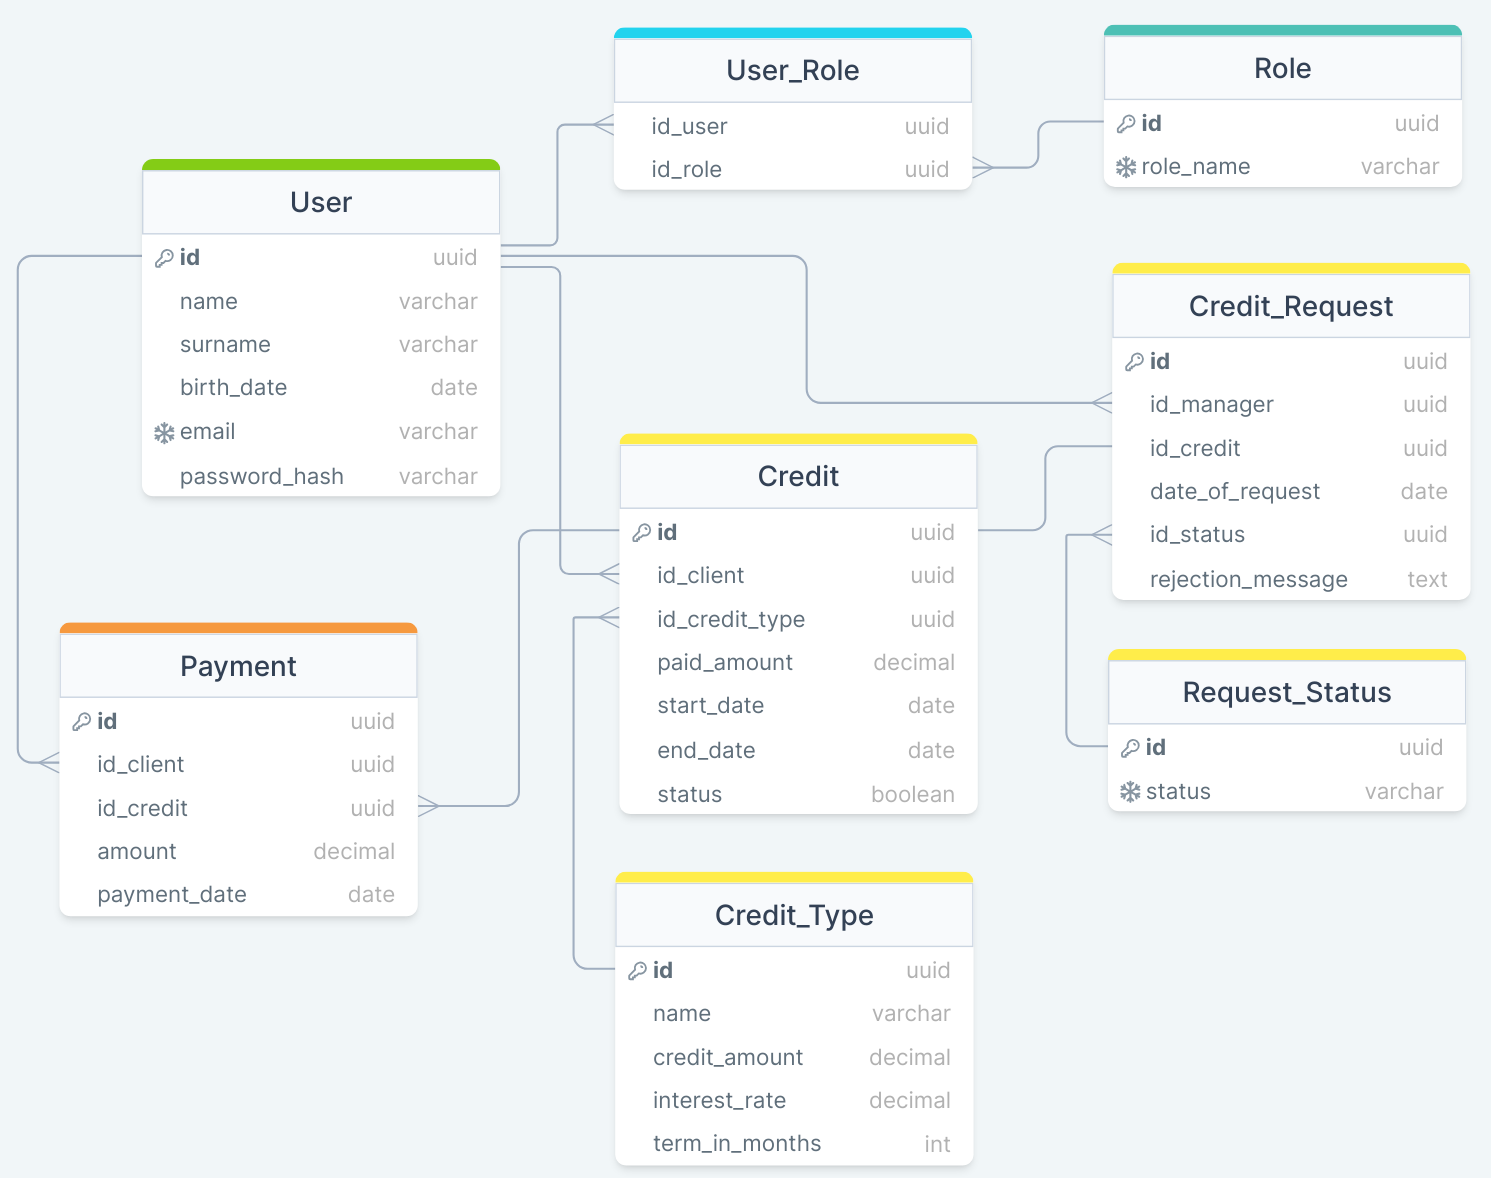 User_Role
id_user uuid
id_role uuid
Role
id uuid
role_name varchar
User
id uuid
name varchar
surname varchar
birth_date date
email varchar
password_hash varchar
Credit_Request
id uuid
id_manager uuid
id_credit uuid
date_of_request date
id_status uuid
rejection_message text
Credit
id uuid
id_client uuid
id_credit_type uuid
paid_amount decimal
start_date date
end_date date
status boolean
Payment
id uuid
id_client uuid
id_credit uuid
amount decimal
payment_date date
Request_Status
id uuid
status varchar
Credit_Type
id uuid
name varchar
credit_amount decimal
interest_rate decimal
term_in_months int